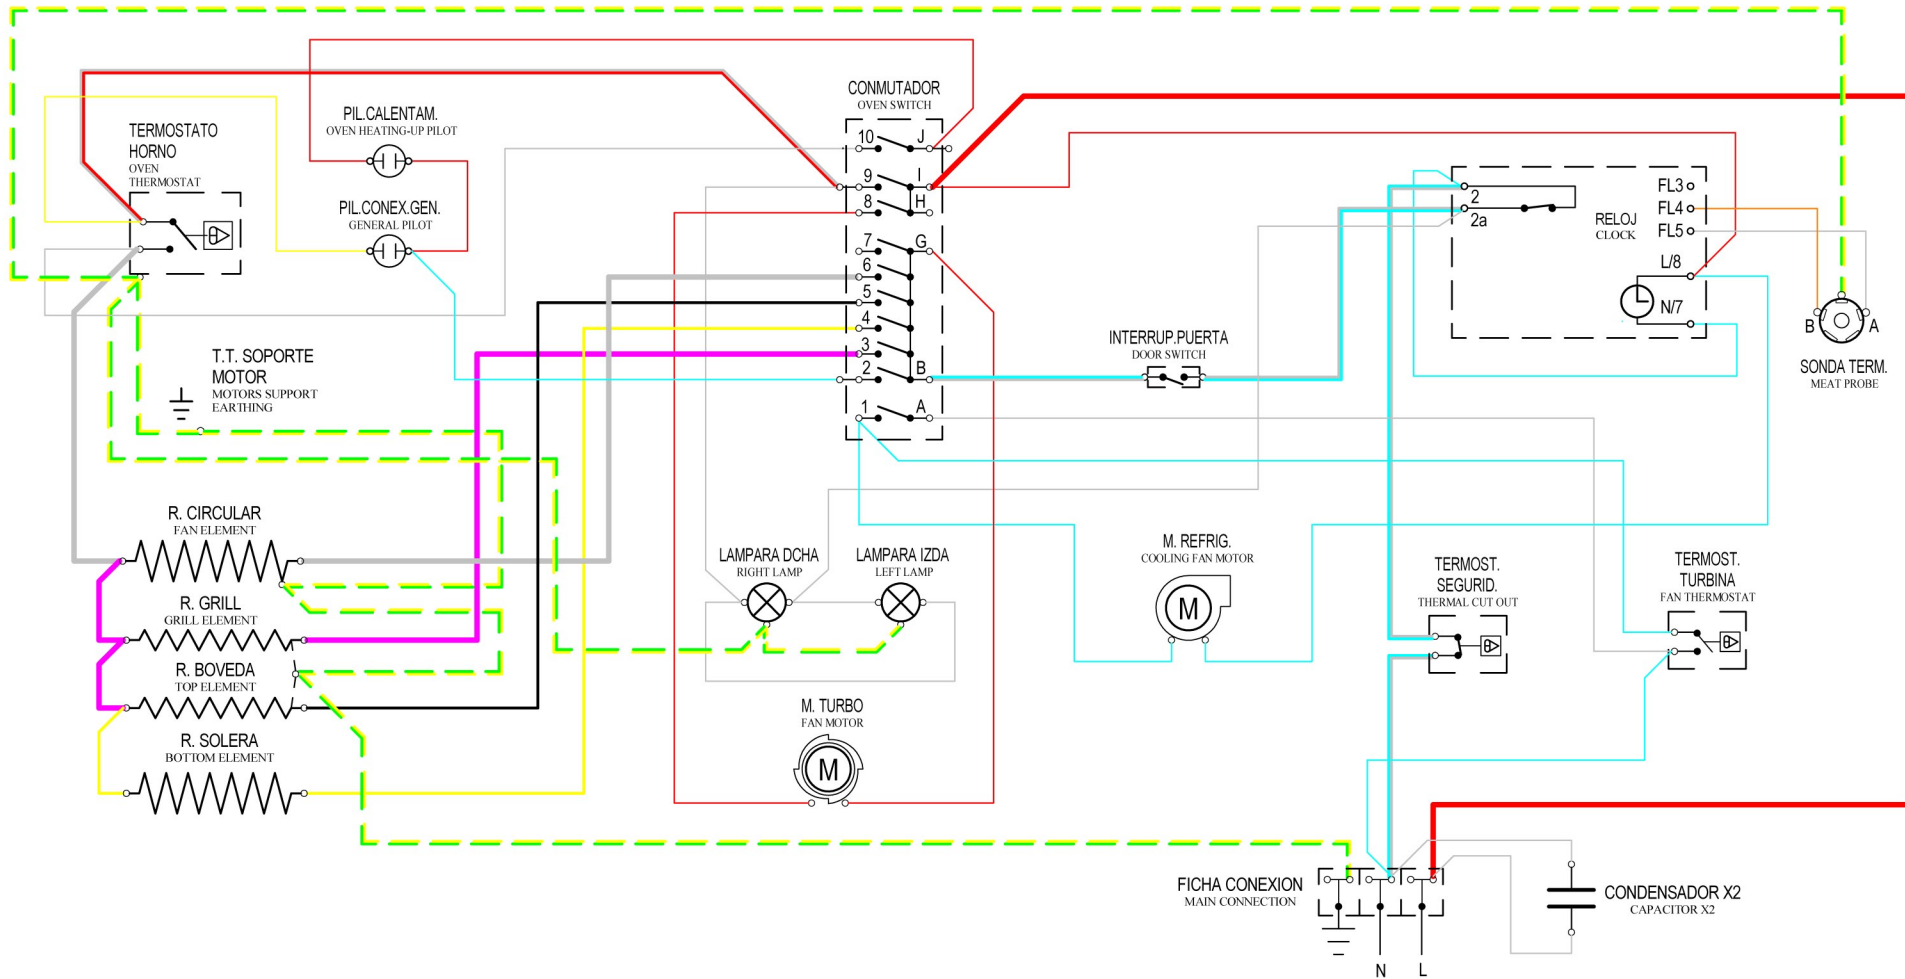 CONMUTADOR
OVEN SWITCH
10
J
9
I
8
H
7
G
6
5
4
3
2
B
1
A
PIL.CALENTAM.
OVEN HEATING-UP PILOT
TERMOSTATO
HORNO
OVEN
THERMOSTAT
PIL.CONEX.GEN.
GENERAL PILOT
2
2a
RELOJ
CLOCK
FL3
FL4
FL5
L/8
N/7
B
A
SONDA TERM.
MEAT PROBE
INTERRUP.PUERTA
DOOR SWITCH
T.T. SOPORTE
MOTOR
MOTORS SUPPORT
EARTHING
R. CIRCULAR
FAN ELEMENT
R. GRILL
GRILL ELEMENT
R. BOVEDA
TOP ELEMENT
R. SOLERA
BOTTOM ELEMENT
LAMPARA DCHA
RIGHT LAMP
LAMPARA IZDA
LEFT LAMP
M. REFRIG.
COOLING FAN MOTOR
M
TERMOST.
SEGURID.
THERMAL CUT OUT
TERMOST.
TURBINA
FAN THERMOSTAT
M. TURBO
FAN MOTOR
M
FICHA CONEXION
MAIN CONNECTION
N
L
CONDENSADOR X2
CAPACITOR X2